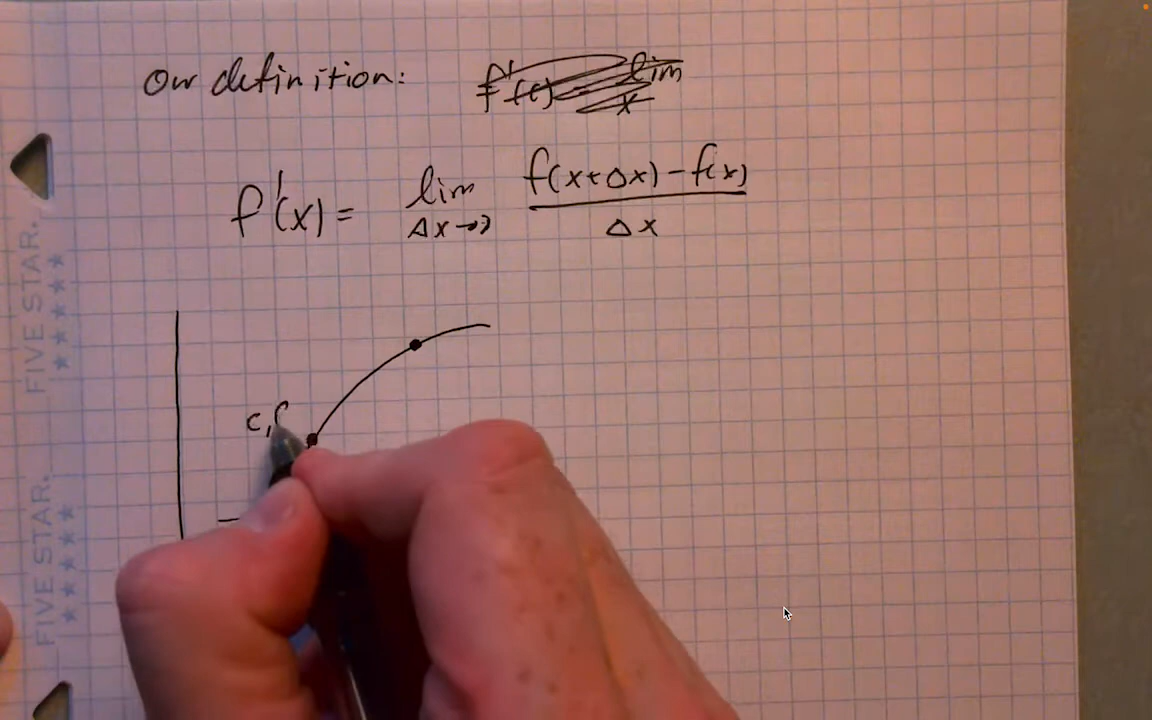 Our definition:
f'(x) = lim Δx→0 f(x+Δx) - f(x) / Δx
c, f
FIVE STAR.
FIVE STAR.